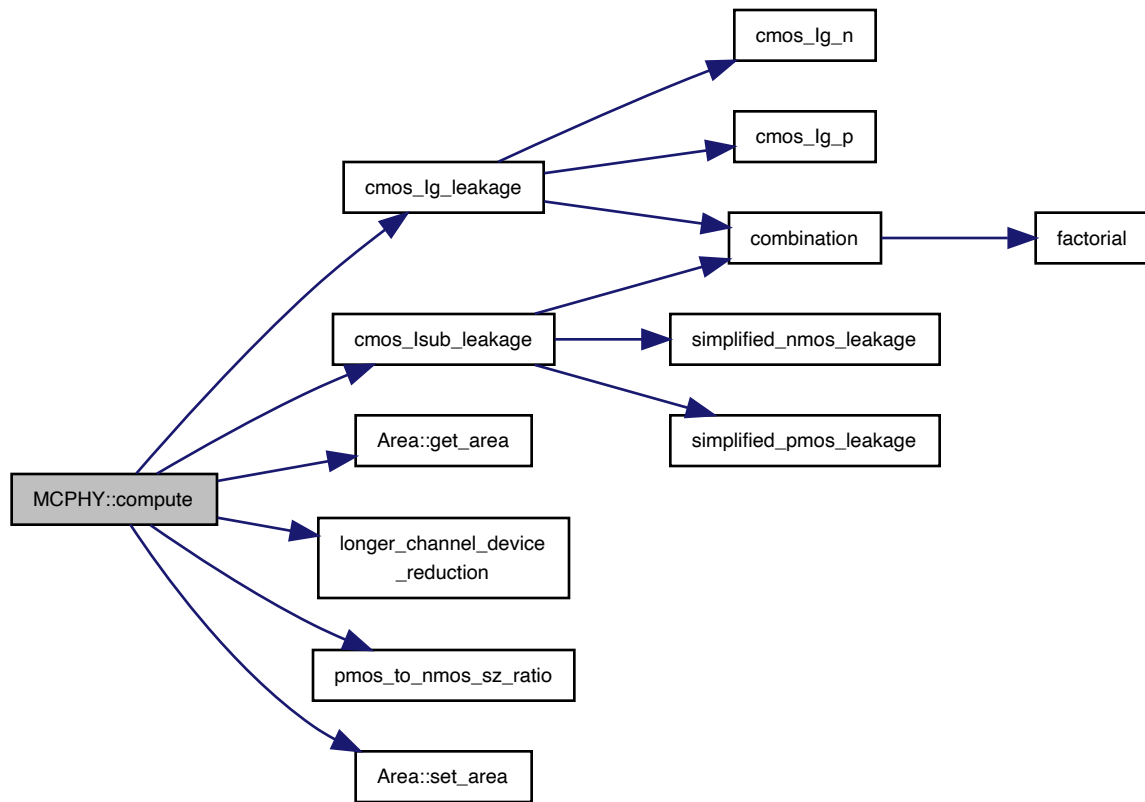 cmos_Ig_n
cmos_Ig_p
cmos_Ig_leakage
combination
factorial
cmos_Isub_leakage
simplified_nmos_leakage
simplified_pmos_leakage
Area::get_area
MCPHY::compute
longer_channel_device
_reduction
pmos_to_nmos_sz_ratio
Area::set_area